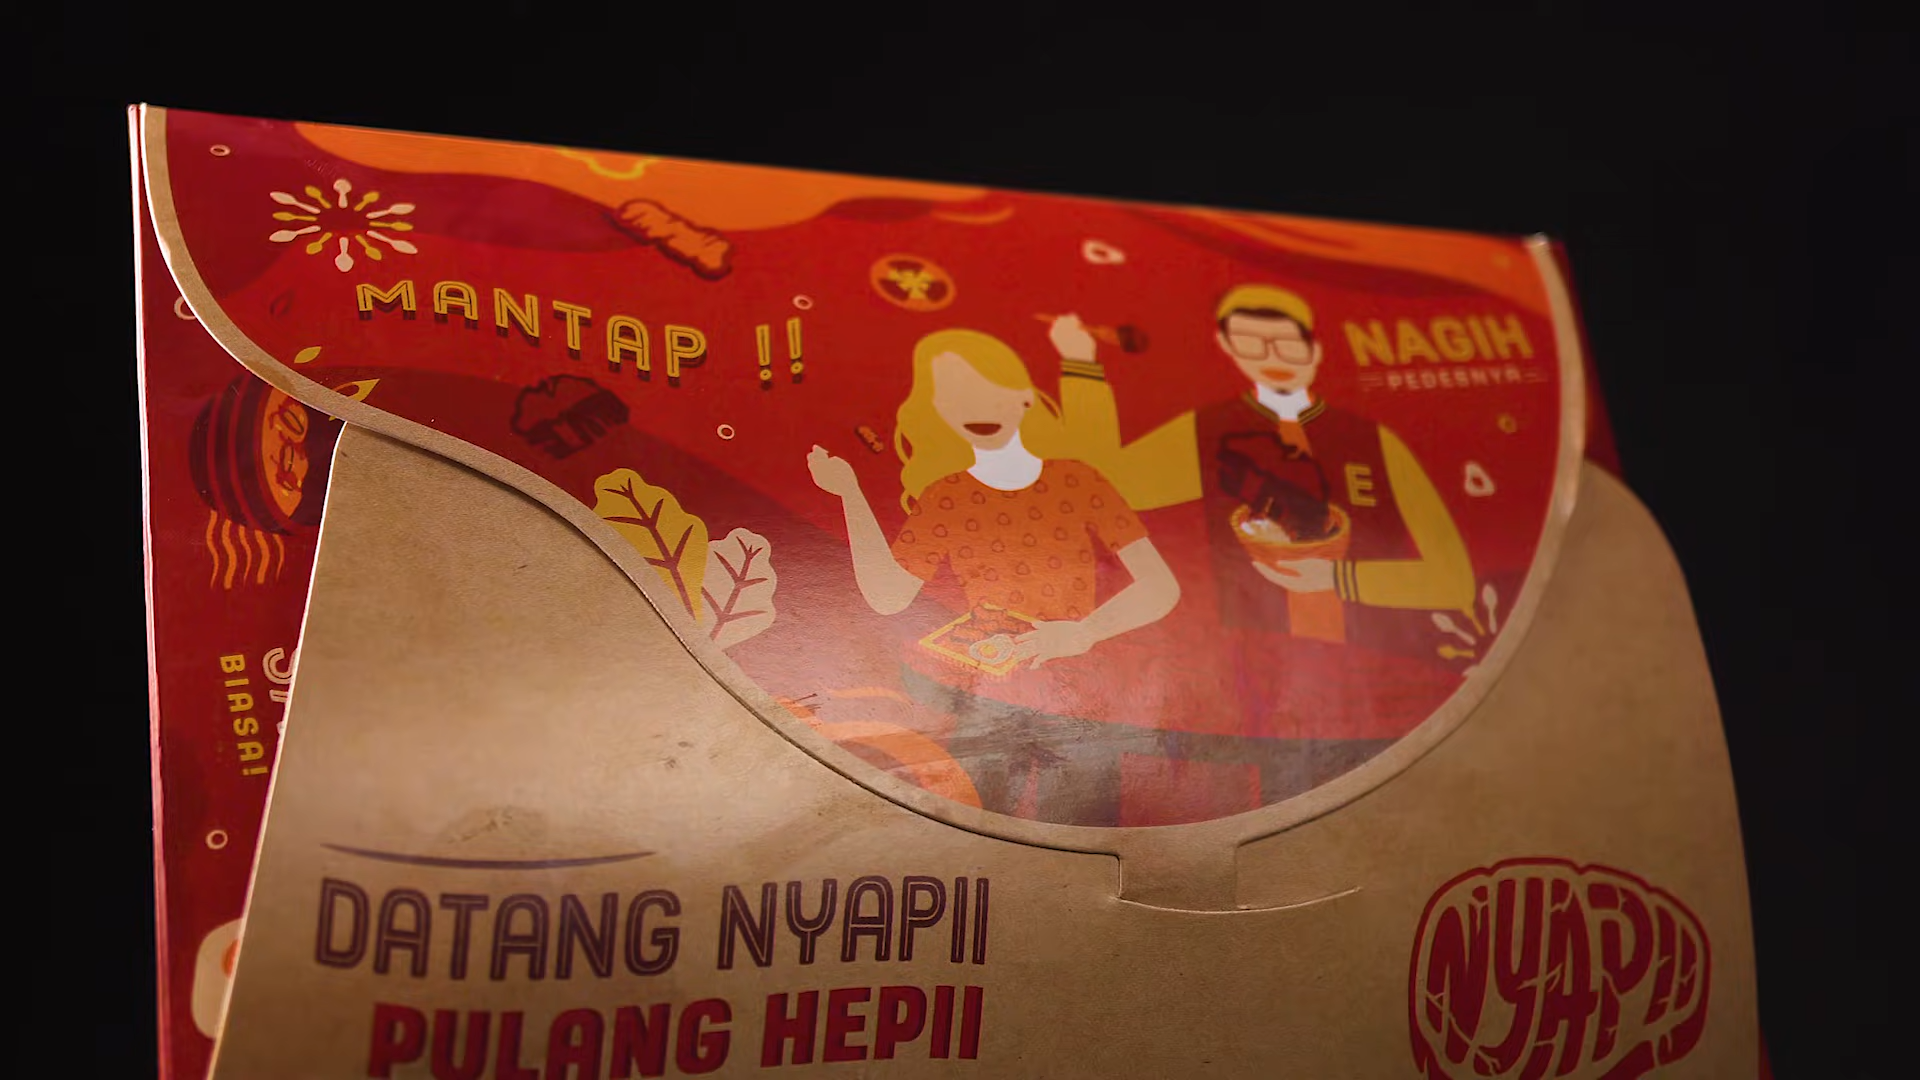 MANTAP !!
NAGIH
PEDESNYA
E
BIASA!
DATANG NYAPII
PULANG HEPII
NYAPII